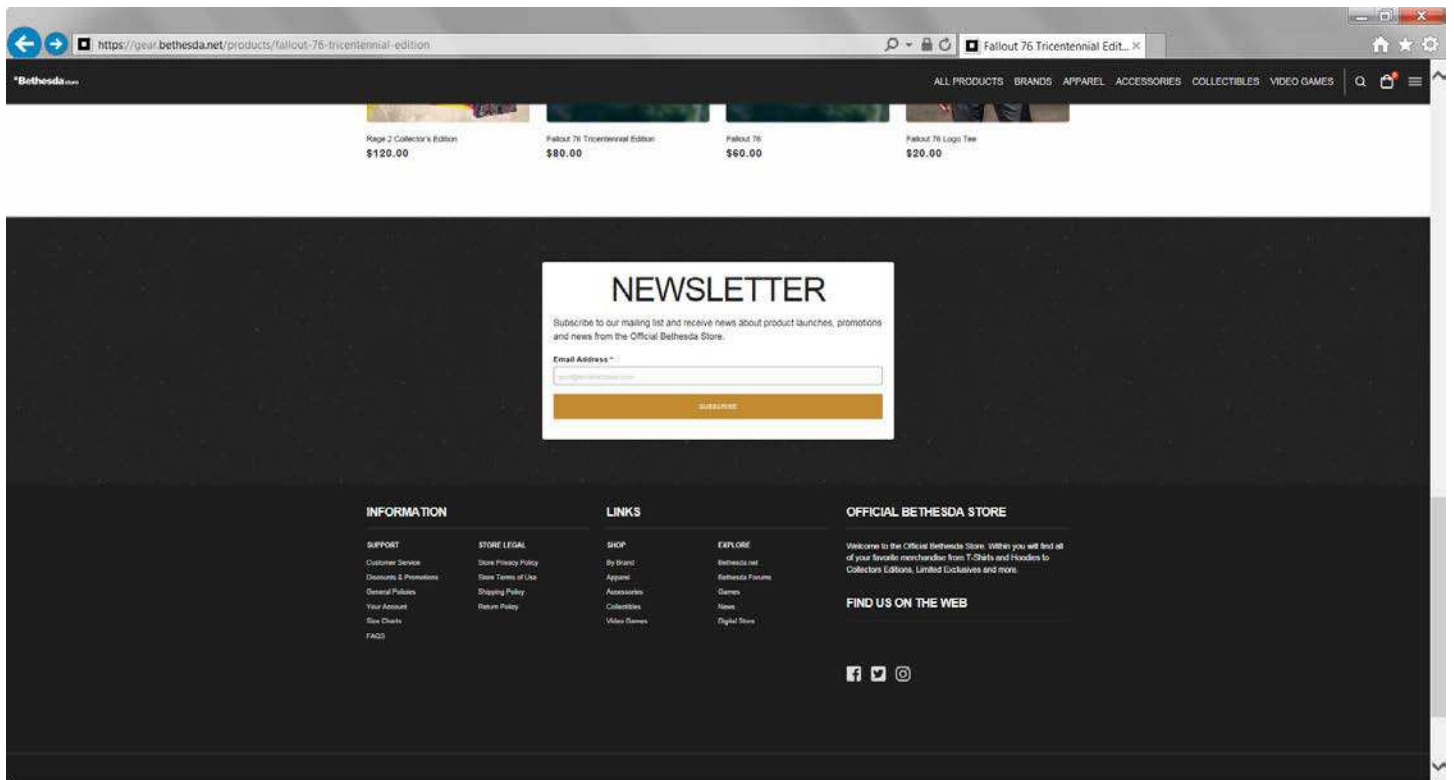 https://gear.bethesda.net/products/fallout-76-tricentennial-edition
Fallout 76 Tricentennial Edit...
Bethesda store
ALL PRODUCTS BRANDS APPAREL ACCESSORIES COLLECTIBLES VIDEO GAMES
Rage 2 Collector's Edition
$120.00
Fallout 76 Tricentennial Edition
$80.00
Fallout 76
$60.00
Fallout 76 Logo Tee
$20.00
NEWSLETTER
Subscribe to our mailing list and receive news about product launches, promotions
and news from the Official Bethesda Store.
Email Address *
SUBSCRIBE
INFORMATION
SUPPORT
Customer Service
Discounts & Promotions
General Policies
Your Account
Size Charts
FAQS
STORE LEGAL
Store Privacy Policy
Store Terms of Use
Shipping Policy
Return Policy
LINKS
SHOP
By Brand
Apparel
Accessories
Collectibles
Video Games
EXPLORE
Bethesda.net
Bethesda Forums
Games
News
Digital Store
OFFICIAL BETHESDA STORE
Welcome to the Official Bethesda Store. Within you will find all
of your favorite merchandise from T-Shirts and Hoodies to
Collectors Editions, Limited Exclusives and more.
FIND US ON THE WEB